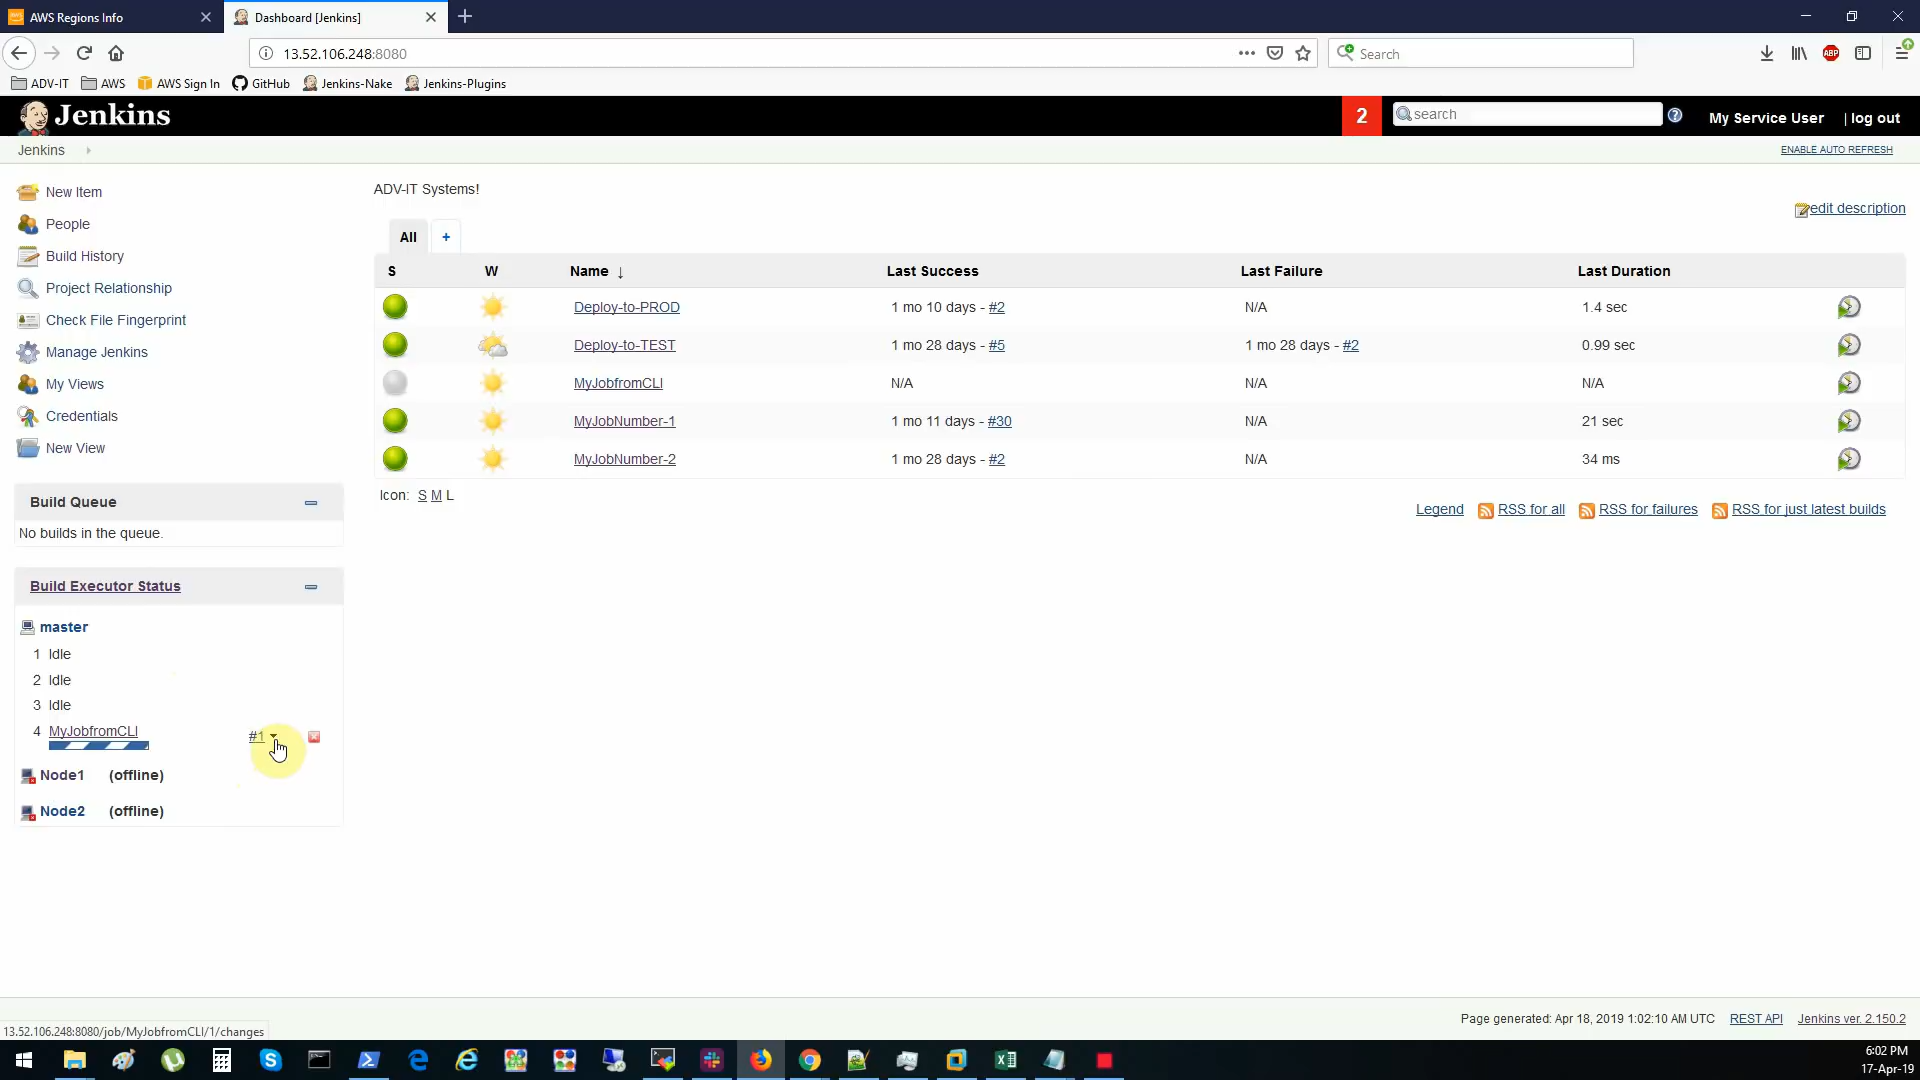 AWS Regions Info
Dashboard [Jenkins]
13.52.106.248:8080
Search
ADV-IT
AWS
AWS Sign In
GitHub
Jenkins-Nake
Jenkins-Plugins
Jenkins
2
search
My Service User
| log out
Jenkins
ENABLE AUTO REFRESH
New Item
People
Build History
Project Relationship
Check File Fingerprint
Manage Jenkins
My Views
Credentials
New View
Build Queue
No builds in the queue.
Build Executor Status
master
1 Idle
2 Idle
3 Idle
4 MyJobfromCLI #1
Node1 (offline)
Node2 (offline)
ADV-IT Systems!
edit description
All +
S W Name ↓ Last Success Last Failure Last Duration
Deploy-to-PROD 1 mo 10 days - #2 N/A 1.4 sec
Deploy-to-TEST 1 mo 28 days - #5 1 mo 28 days - #2 0.99 sec
MyJobfromCLI N/A N/A N/A
MyJobNumber-1 1 mo 11 days - #30 N/A 21 sec
MyJobNumber-2 1 mo 28 days - #2 N/A 34 ms
Icon: S M L
Legend RSS for all RSS for failures RSS for just latest builds
Page generated: Apr 18, 2019 1:02:10 AM UTC REST API Jenkins ver. 2.150.2
13.52.106.248:8080/job/MyJobfromCLI/1/changes
6:02 PM
17-Apr-19